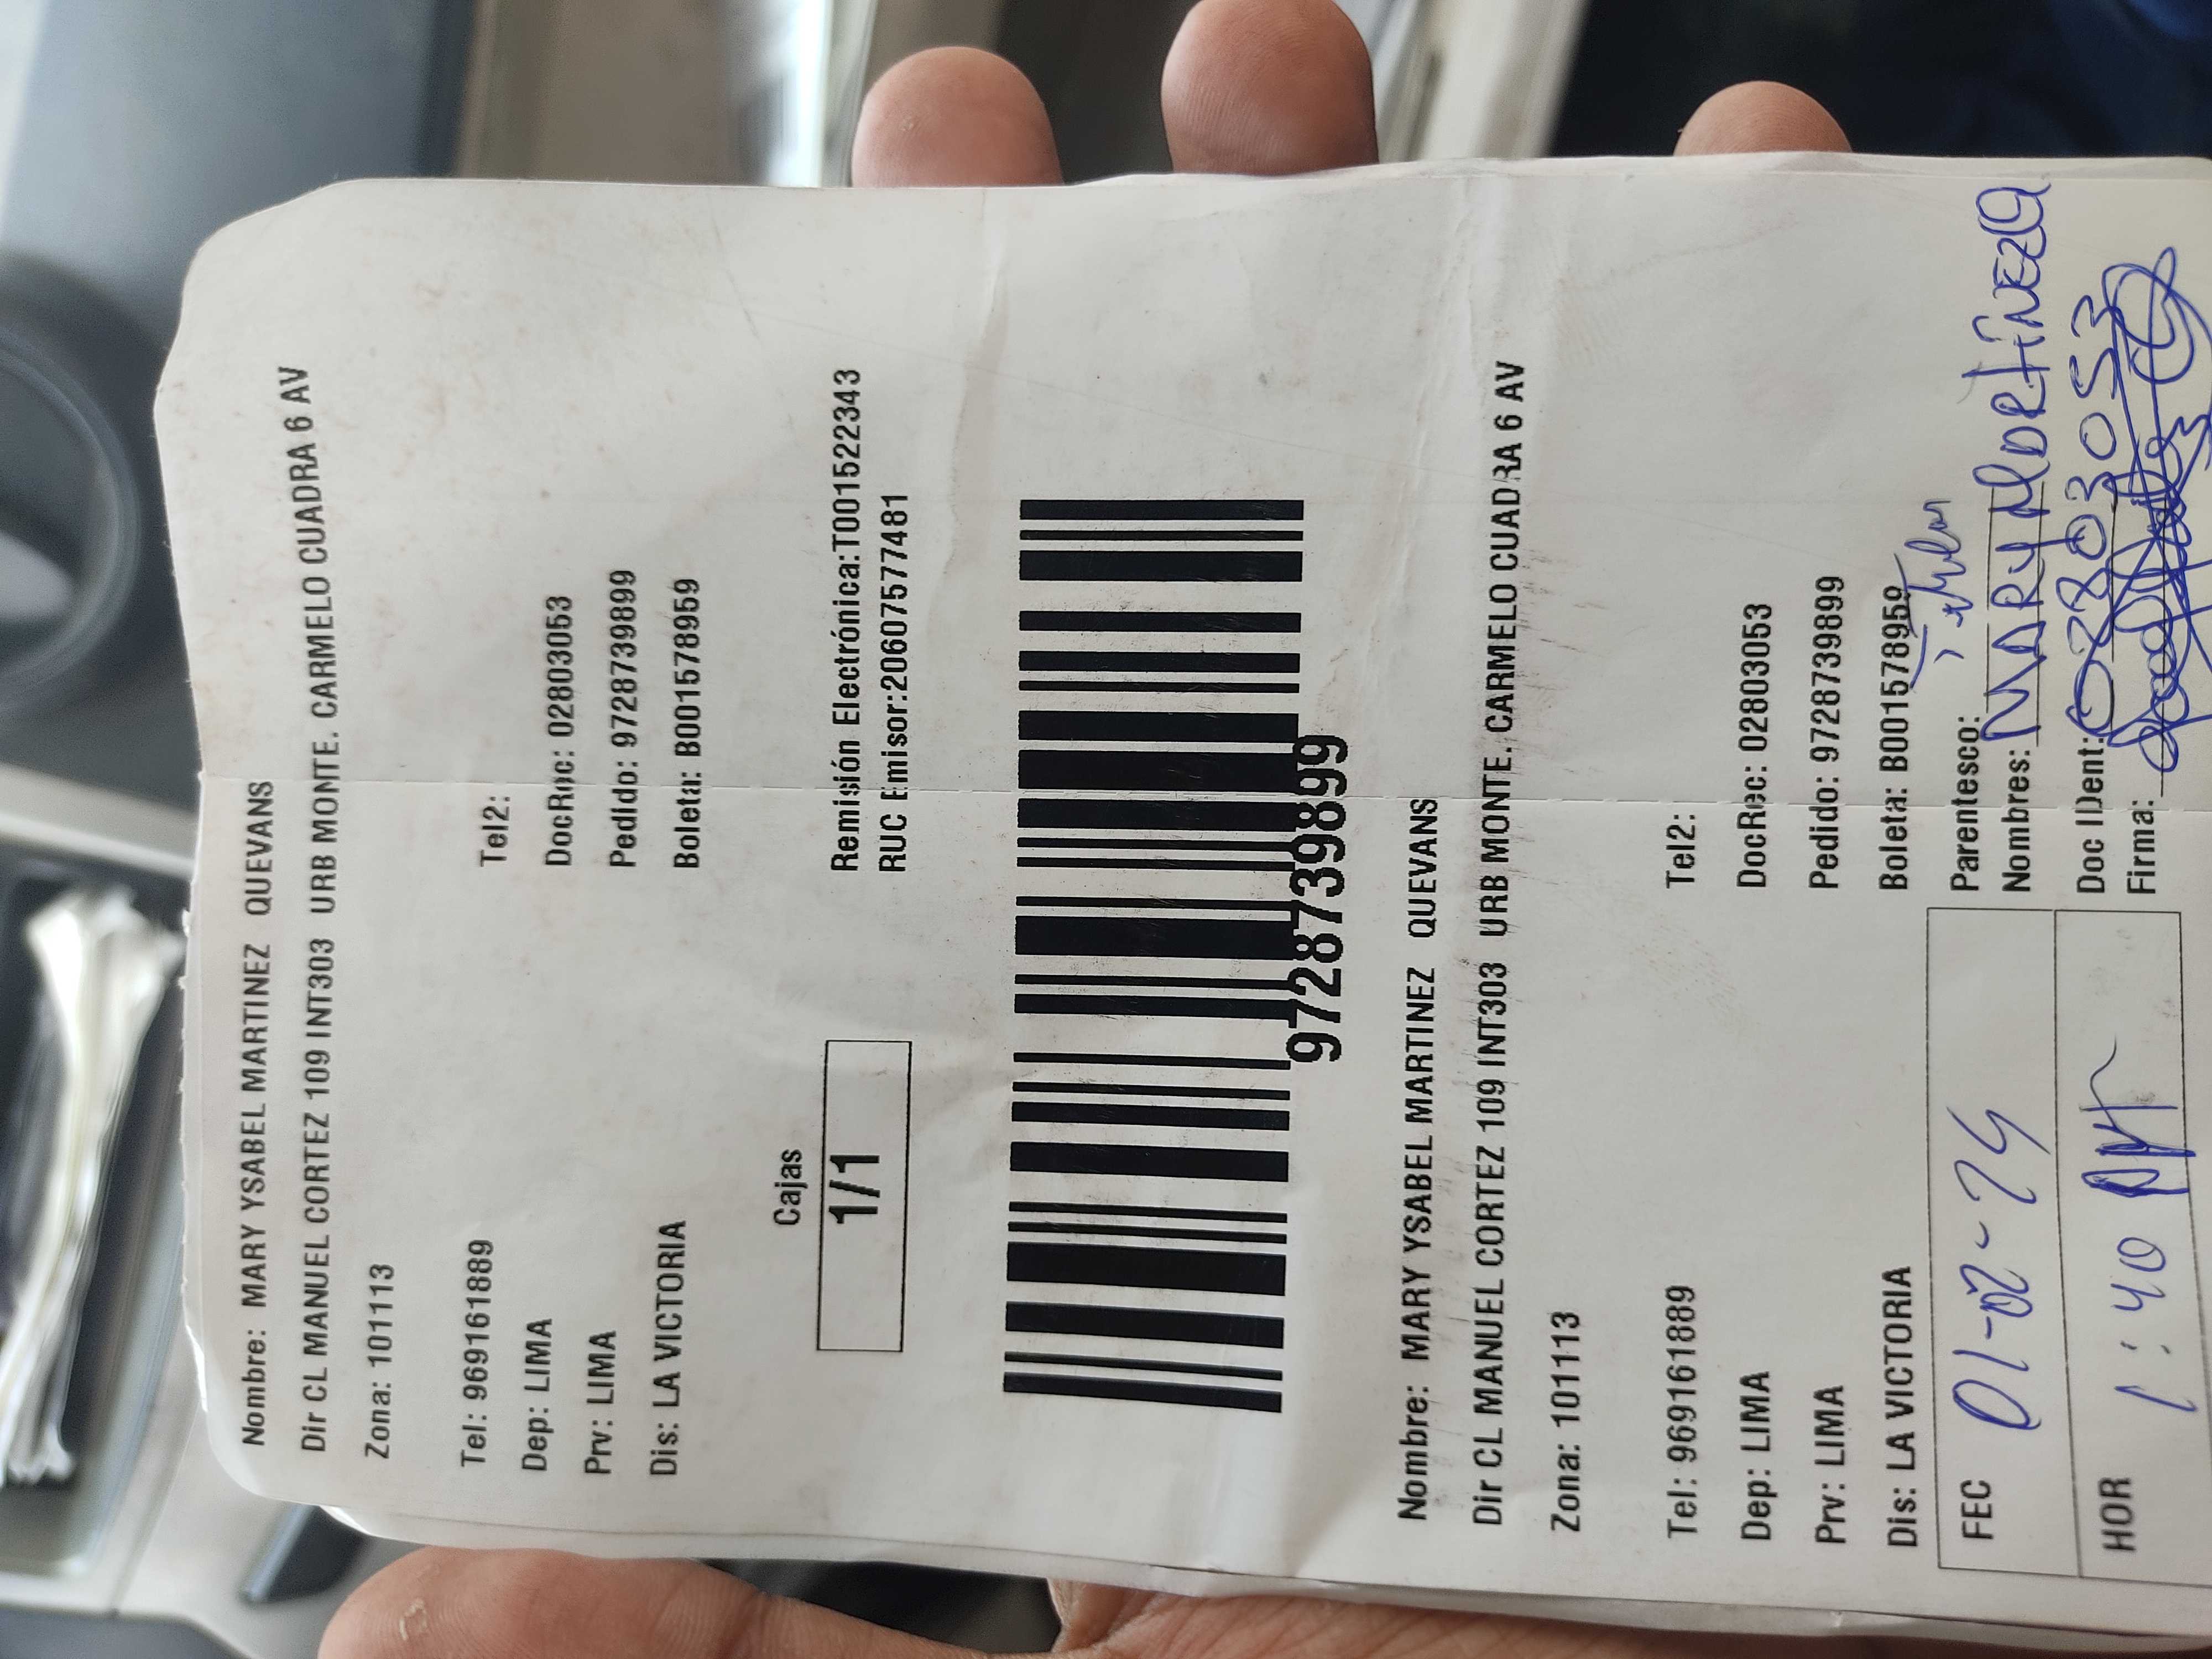 Nombre: MARY YSABEL MARTINEZ QUEVANS
Dir CL MANUEL CORTEZ 109 INT303 URB MONTE. CARMELO CUADRA 6 AV
Zona: 101113
Tel: 969161889 Tel2:
Dep: LIMA DocRec: 02803053
Prv: LIMA Pedido: 9728739899
Dis: LA VICTORIA Boleta: B001578959
Cajas
1/1
Remisión Electrónica:T001522343
RUC Emisor:20607577481
9728739899
Nombre: MARY YSABEL MARTINEZ QUEVANS
Dir CL MANUEL CORTEZ 109 INT303 URB MONTE. CARMELO CUADRA 6 AV
Zona: 101113
Tel: 969161889 Tel2:
Dep: LIMA DocRec: 02803053
Prv: LIMA Pedido: 9728739899
Dis: LA VICTORIA Boleta: B001578959
FEC 01-02-24
HOR 1:40
Parentesco: Titular
Nombres: MARY MARTINEZ Q
Doc IDent: 02803053
Firma: